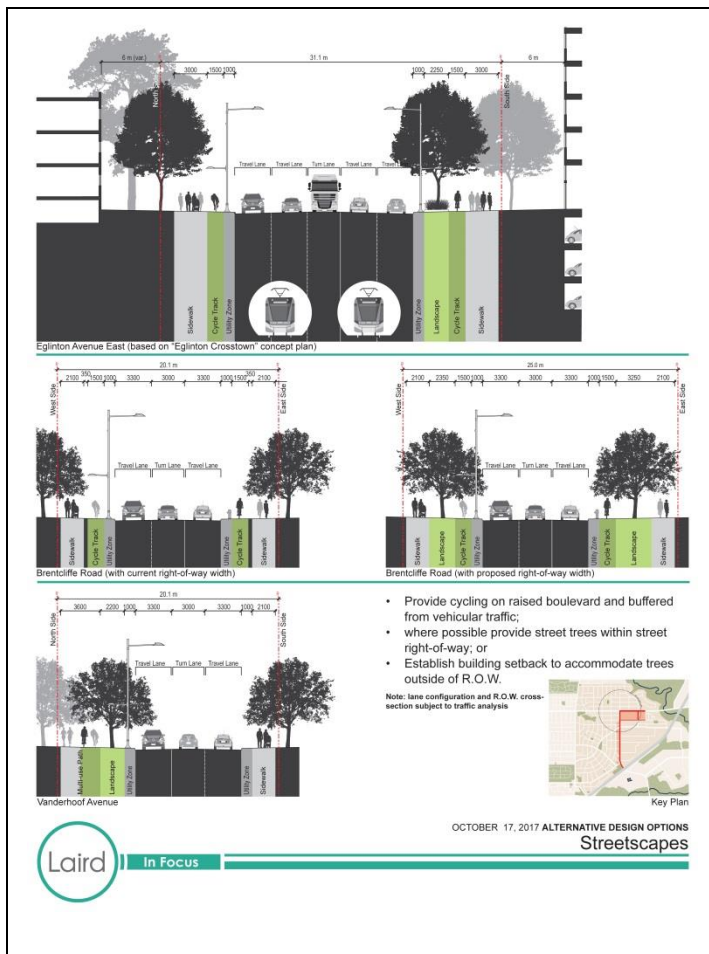 6 m (var.) 31.1 m 6 m
3600 1500 1000 1000 2250 1500 3000
North Side
South Side
Travel Lane Travel Lane Turn Lane Travel Lane Travel Lane
Sidewalk Cycle Track Utility Zone Utility Zone Landscape Cycle Track Sidewalk
Eglinton Avenue East (based on "Eglinton Crosstown" concept plan)
20.1 m
350 350
2100 1500 1000 3300 3000 3300 1000 1500 2100
West Side
East Side
Travel Lane Turn Lane Travel Lane
Sidewalk Cycle Track Utility Zone Utility Zone Cycle Track Sidewalk
Brentcliffe Road (with current right-of-way width)
2100 2350 1500 1000 3300 3000 3300 1000 1500 3250 2100
West Side
East Side
Travel Lane Turn Lane Travel Lane
Sidewalk Landscape Cycle Track Utility Zone Utility Zone Cycle Track Landscape Sidewalk
Brentcliffe Road (with proposed right-of-way width)
20.1 m
3600 2100 1000 3300 3000 3300 1000 2100
North Side
South Side
Travel Lane Turn Lane Travel Lane
Multi-use Path Landscape Utility Zone Utility Zone Sidewalk
Vanderhoof Avenue
• Provide cycling on raised boulevard and buffered
from vehicular traffic;
• where possible provide street trees within street
right-of-way; or
• Establish building setback to accommodate trees
outside of R.O.W.
Note: lane configuration and R.O.W. cross-
section subject to traffic analysis
Key Plan
OCTOBER 17, 2017 ALTERNATIVE DESIGN OPTIONS
Streetscapes
Laird
In Focus